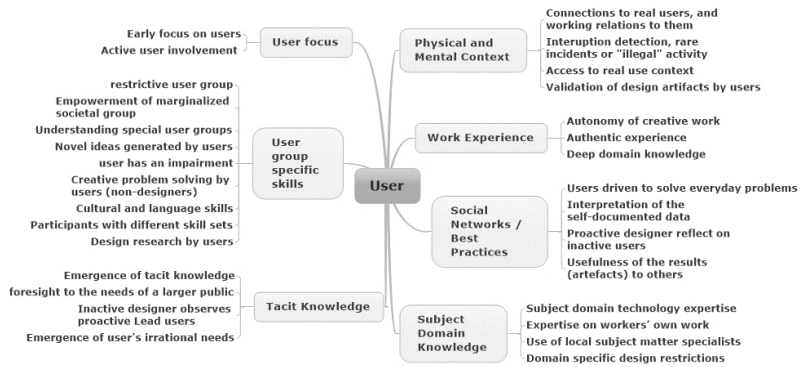 Early focus on users
Active user involvement
User focus
restrictive user group
Empowerment of marginalized
societal group
Understanding special user groups
Novel ideas generated by users
user has an impairment
Creative problem solving by
users (non-designers)
Cultural and language skills
Participants with different skill sets
Design research by users
User
group
specific
skills
Emergence of tacit knowledge
foresight to the needs of a larger public
Inactive designer observes
proactive Lead users
Emergence of user's irrational needs
Tacit Knowledge
User
Physical and
Mental Context
Connections to real users, and
working relations to them
Interuption detection, rare
incidents or "illegal" activity
Access to real use context
Validation of design artifacts by users
Work Experience
Autonomy of creative work
Authentic experience
Deep domain knowledge
Social
Networks /
Best
Practices
Users driven to solve everyday problems
Interpretation of the
self-documented data
Proactive designer reflect on
inactive users
Usefulness of the results
(artefacts) to others
Subject
Domain
Knowledge
Subject domain technology expertise
Expertise on workers’ own work
Use of local subject matter specialists
Domain specific design restrictions